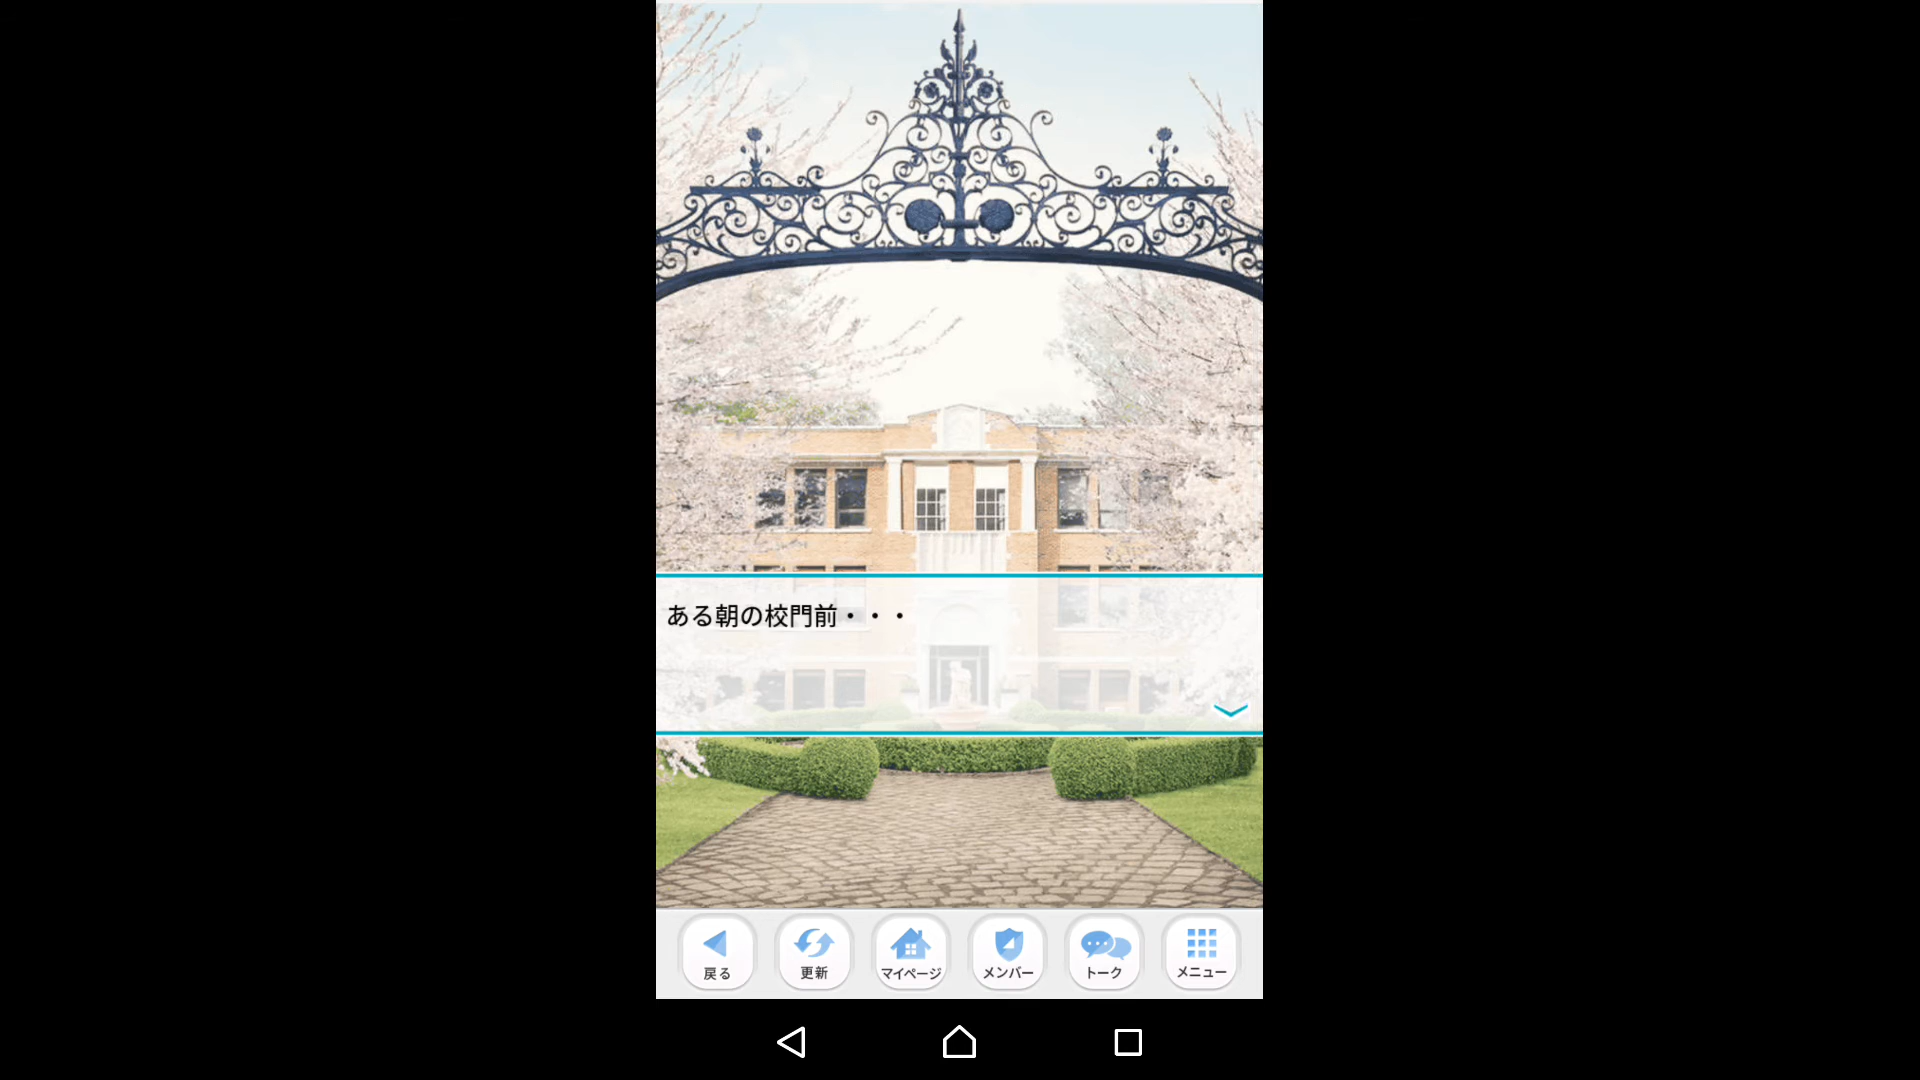 ある朝の校門前・・・
戻る
更新
マイページ
メンバー
トーク
メニュー